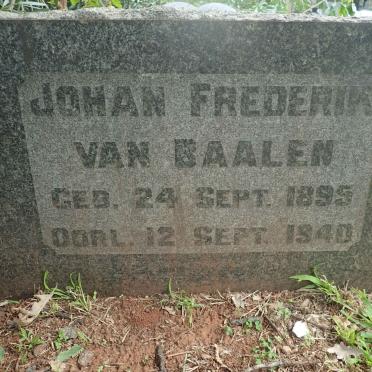 JOHAN FREDERIK
VAN BAALEN
GEB. 24 SEPT. 1895
OORL. 12 SEPT. 1940